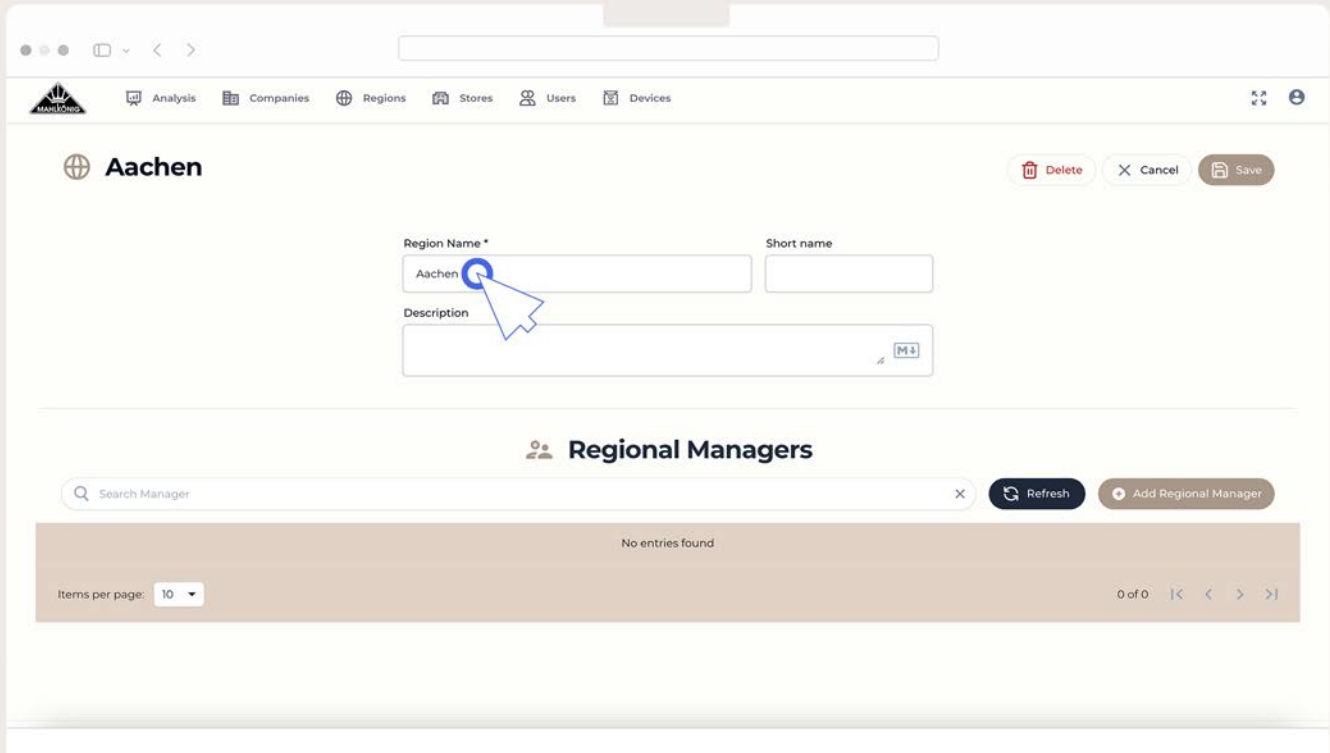 MAHLKÖNIG
Analysis Companies Regions Stores Users Devices
Aachen
Delete Cancel Save
Region Name * Short name
Aachen
Description
M
Regional Managers
Search Manager Refresh Add Regional Manager
No entries found
Items per page: 10 0 of 0